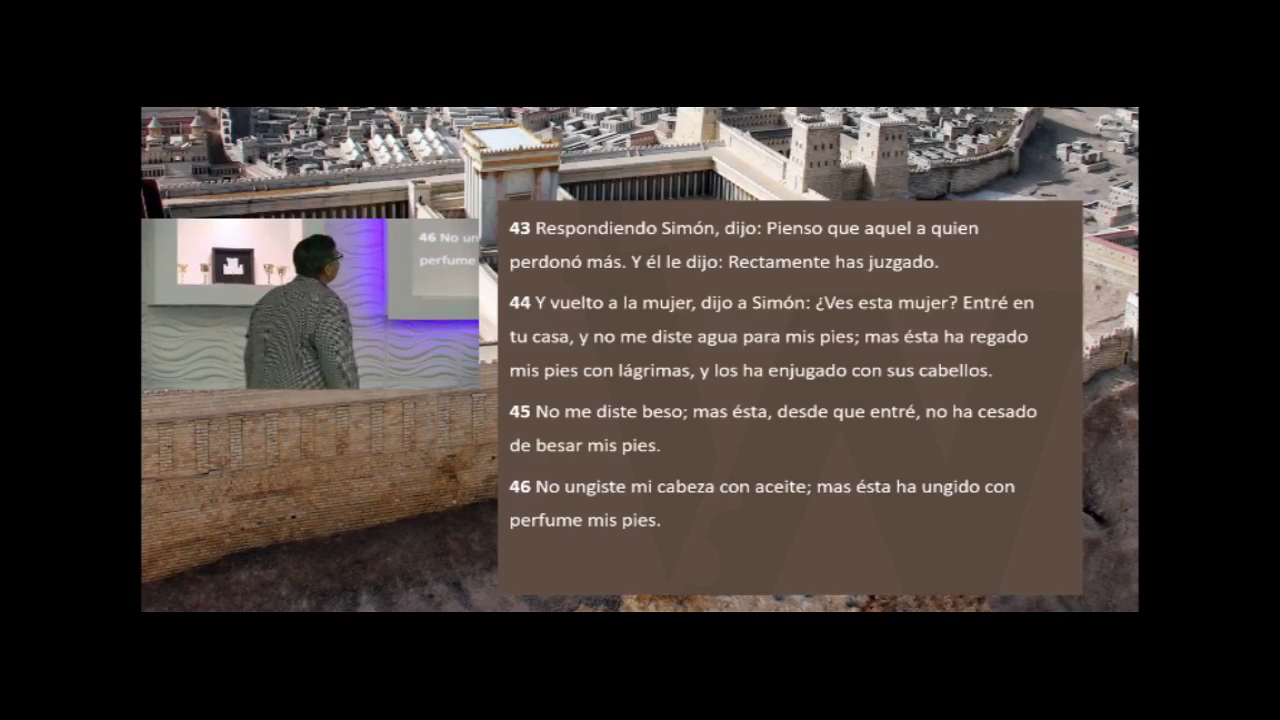 46 No un
perfume
43 Respondiendo Simón, dijo: Pienso que aquel a quien
perdonó más. Y él le dijo: Rectamente has juzgado.
44 Y vuelto a la mujer, dijo a Simón: ¿Ves esta mujer? Entré en
tu casa, y no me diste agua para mis pies; mas ésta ha regado
mis pies con lágrimas, y los ha enjugado con sus cabellos.
45 No me diste beso; mas ésta, desde que entré, no ha cesado
de besar mis pies.
46 No ungiste mi cabeza con aceite; mas ésta ha ungido con
perfume mis pies.